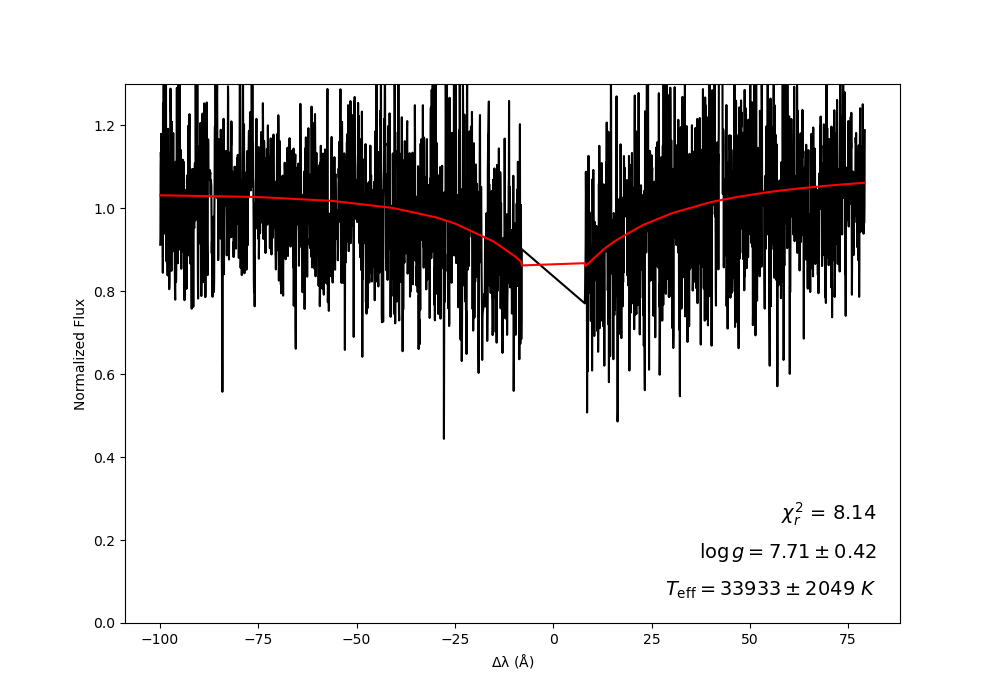 1.2
1.0
0.8
0.6
0.4
0.2
0.0
Normalized Flux
χ²ᵣ = 8.14
log g = 7.71 ± 0.42
T_eff = 33933 ± 2049 K
−100 −75 −50 −25 0 25 50 75
Δλ (Å)